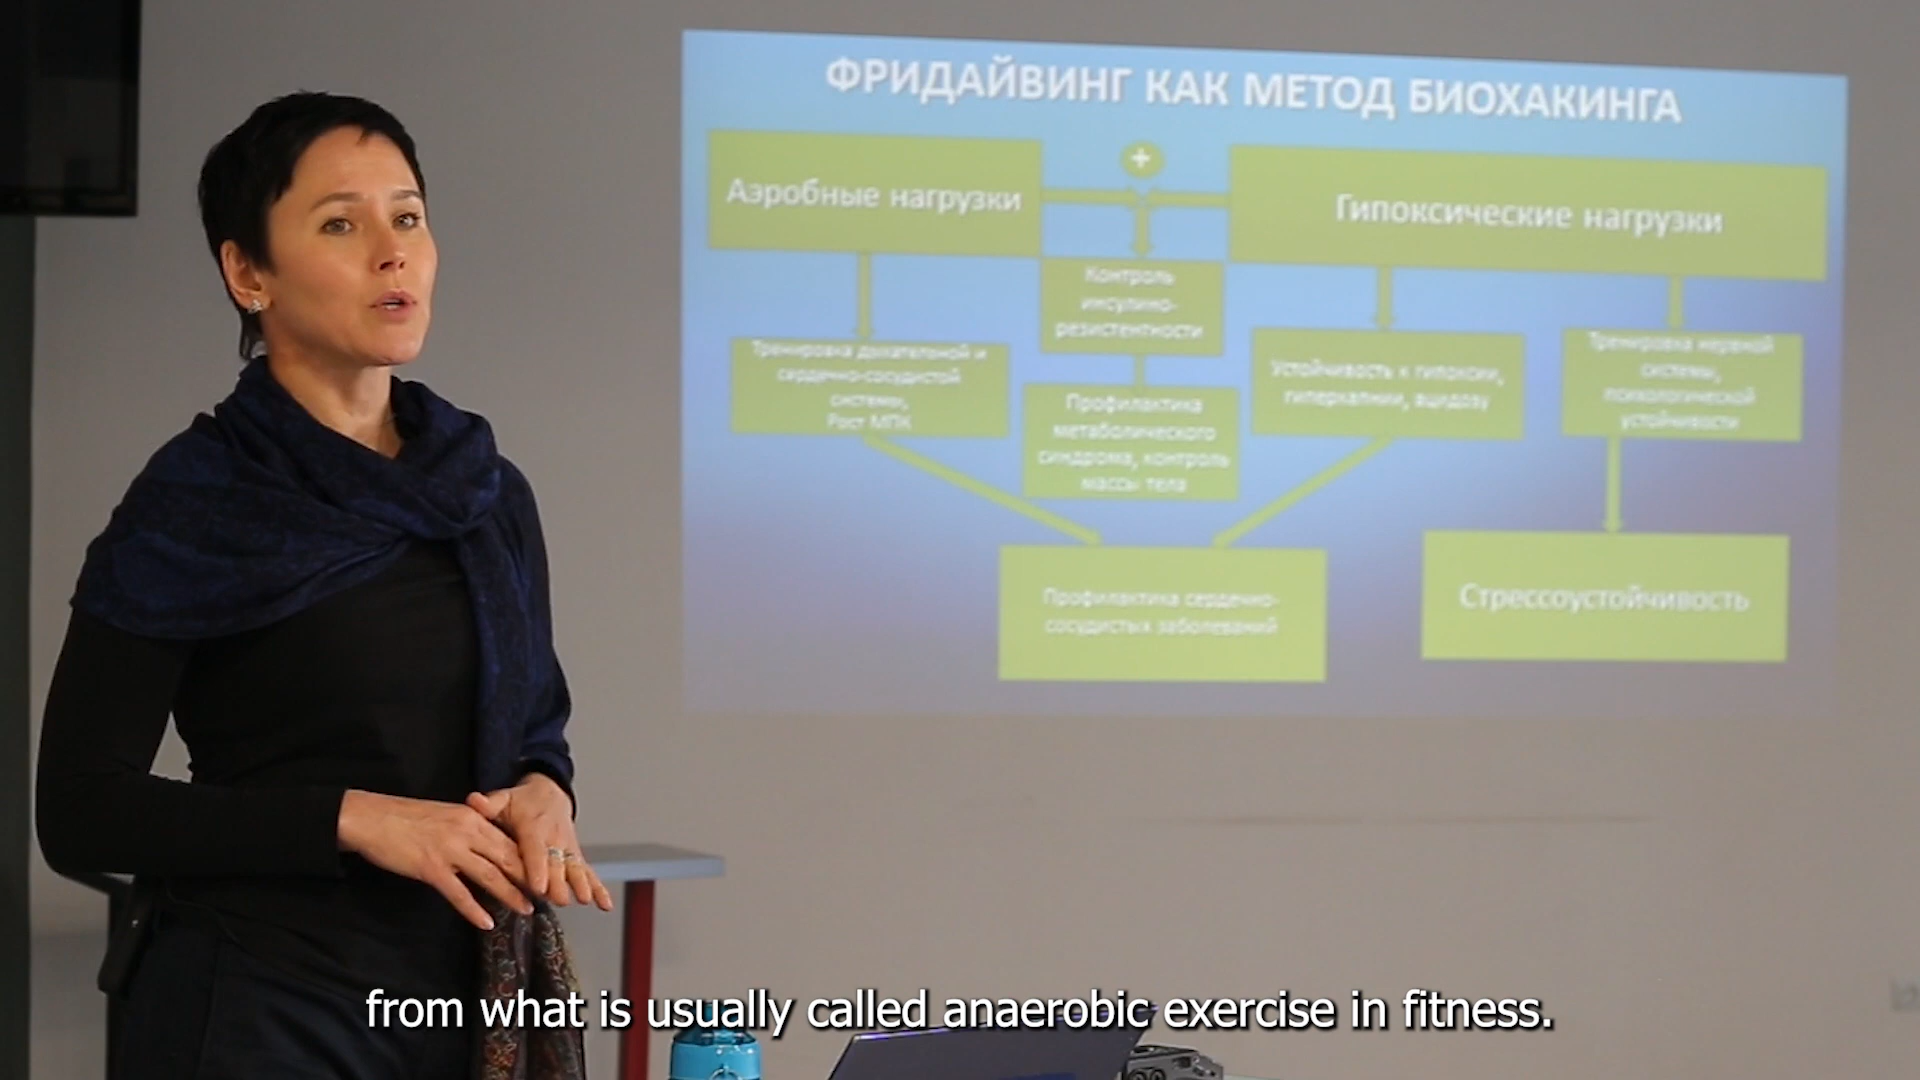 ФРИДАЙВИНГ КАК МЕТОД БИОХАКИНГА
+
Аэробные нагрузки
Гипоксические нагрузки
Контроль
инсулино-
резистентности
Тренировка дыхательной и
сердечно-сосудистой
системы,
Рост МПК
Профилактика
метаболического
синдрома, контроль
массы тела
Устойчивость к гипоксии,
гиперкапнии, ацидозу
Тренировка нервной
системы,
психологической
устойчивости
Профилактика сердечно-
сосудистых заболеваний
Стрессоустойчивость
from what is usually called anaerobic exercise in fitness.